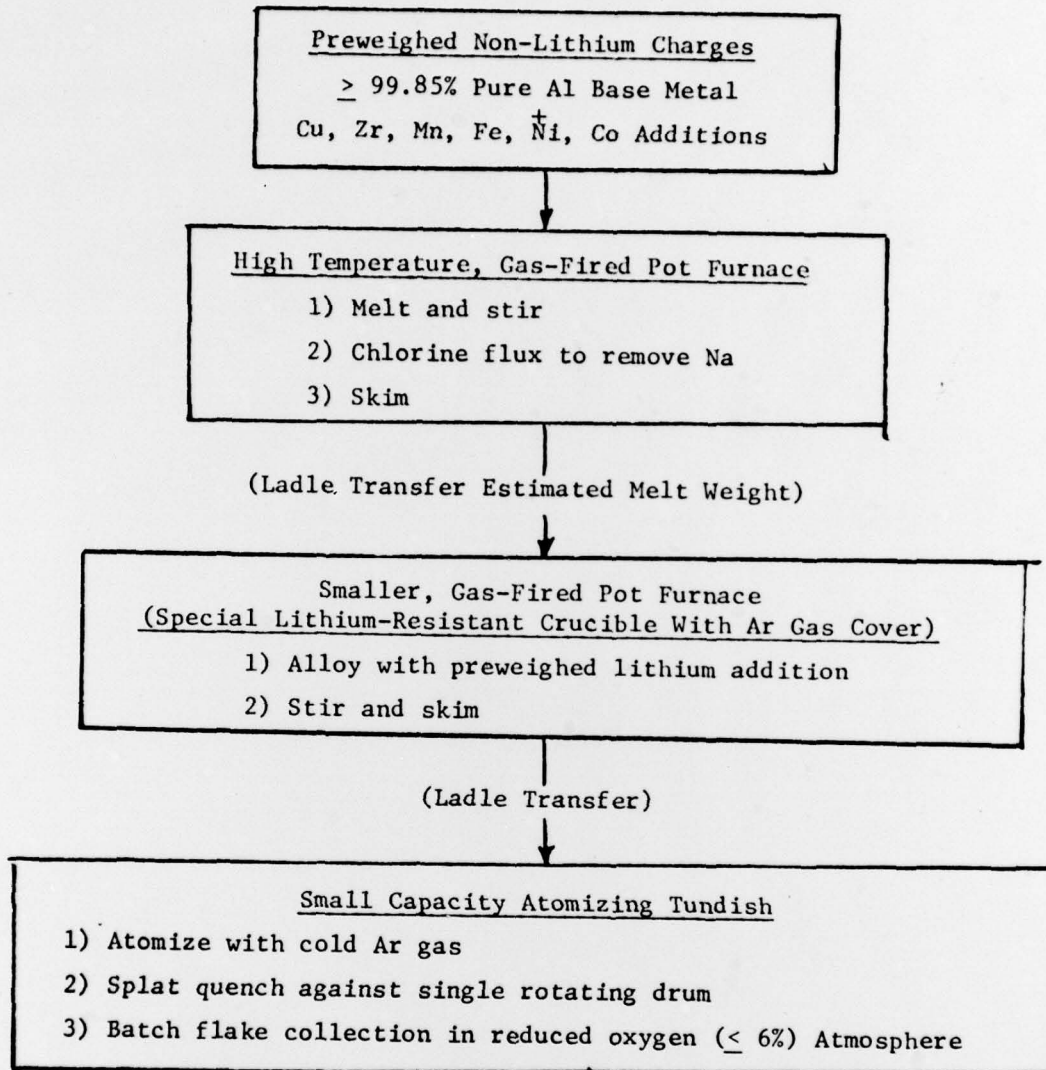 Preweighed Non-Lithium Charges
≥ 99.85% Pure Al Base Metal
+
Cu, Zr, Mn, Fe, Ni, Co Additions
High Temperature, Gas-Fired Pot Furnace
1) Melt and stir
2) Chlorine flux to remove Na
3) Skim
(Ladle Transfer Estimated Melt Weight)
Smaller, Gas-Fired Pot Furnace
(Special Lithium-Resistant Crucible With Ar Gas Cover)
1) Alloy with preweighed lithium addition
2) Stir and skim
(Ladle Transfer)
Small Capacity Atomizing Tundish
1) Atomize with cold Ar gas
2) Splat quench against single rotating drum
3) Batch flake collection in reduced oxygen (≤ 6%) Atmosphere